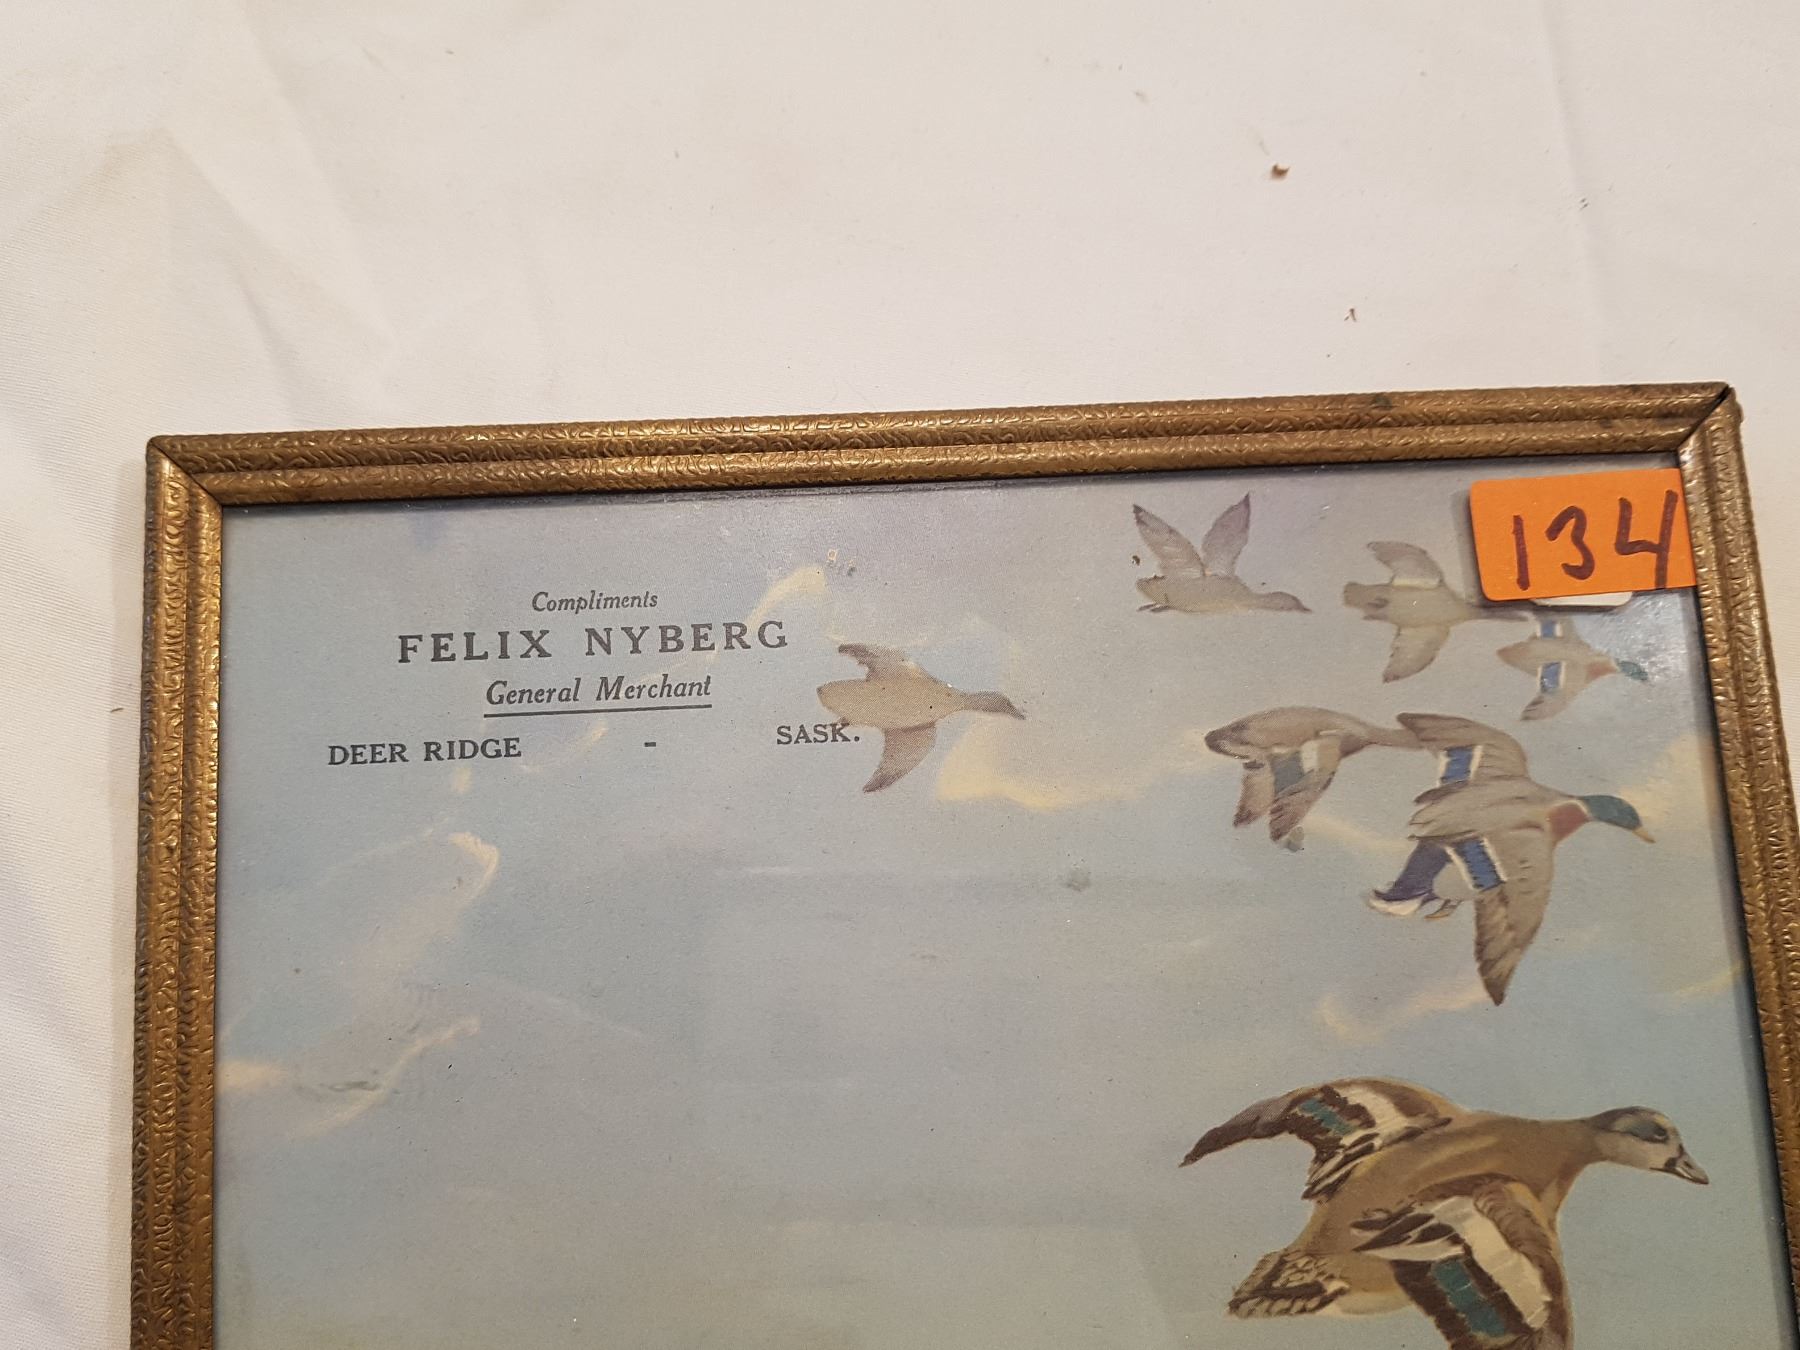 Compliments
FELIX NYBERG
General Merchant
DEER RIDGE - SASK.
134